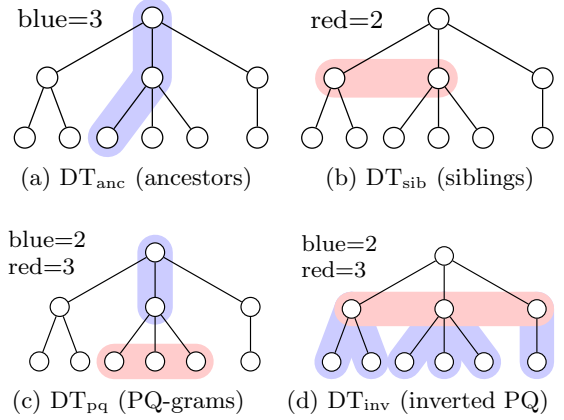 blue=3
red=2
(a) DTanc (ancestors)
(b) DTsib (siblings)
blue=2
red=3
blue=2
red=3
(c) DTpq (PQ-grams)
(d) DTinv (inverted PQ)